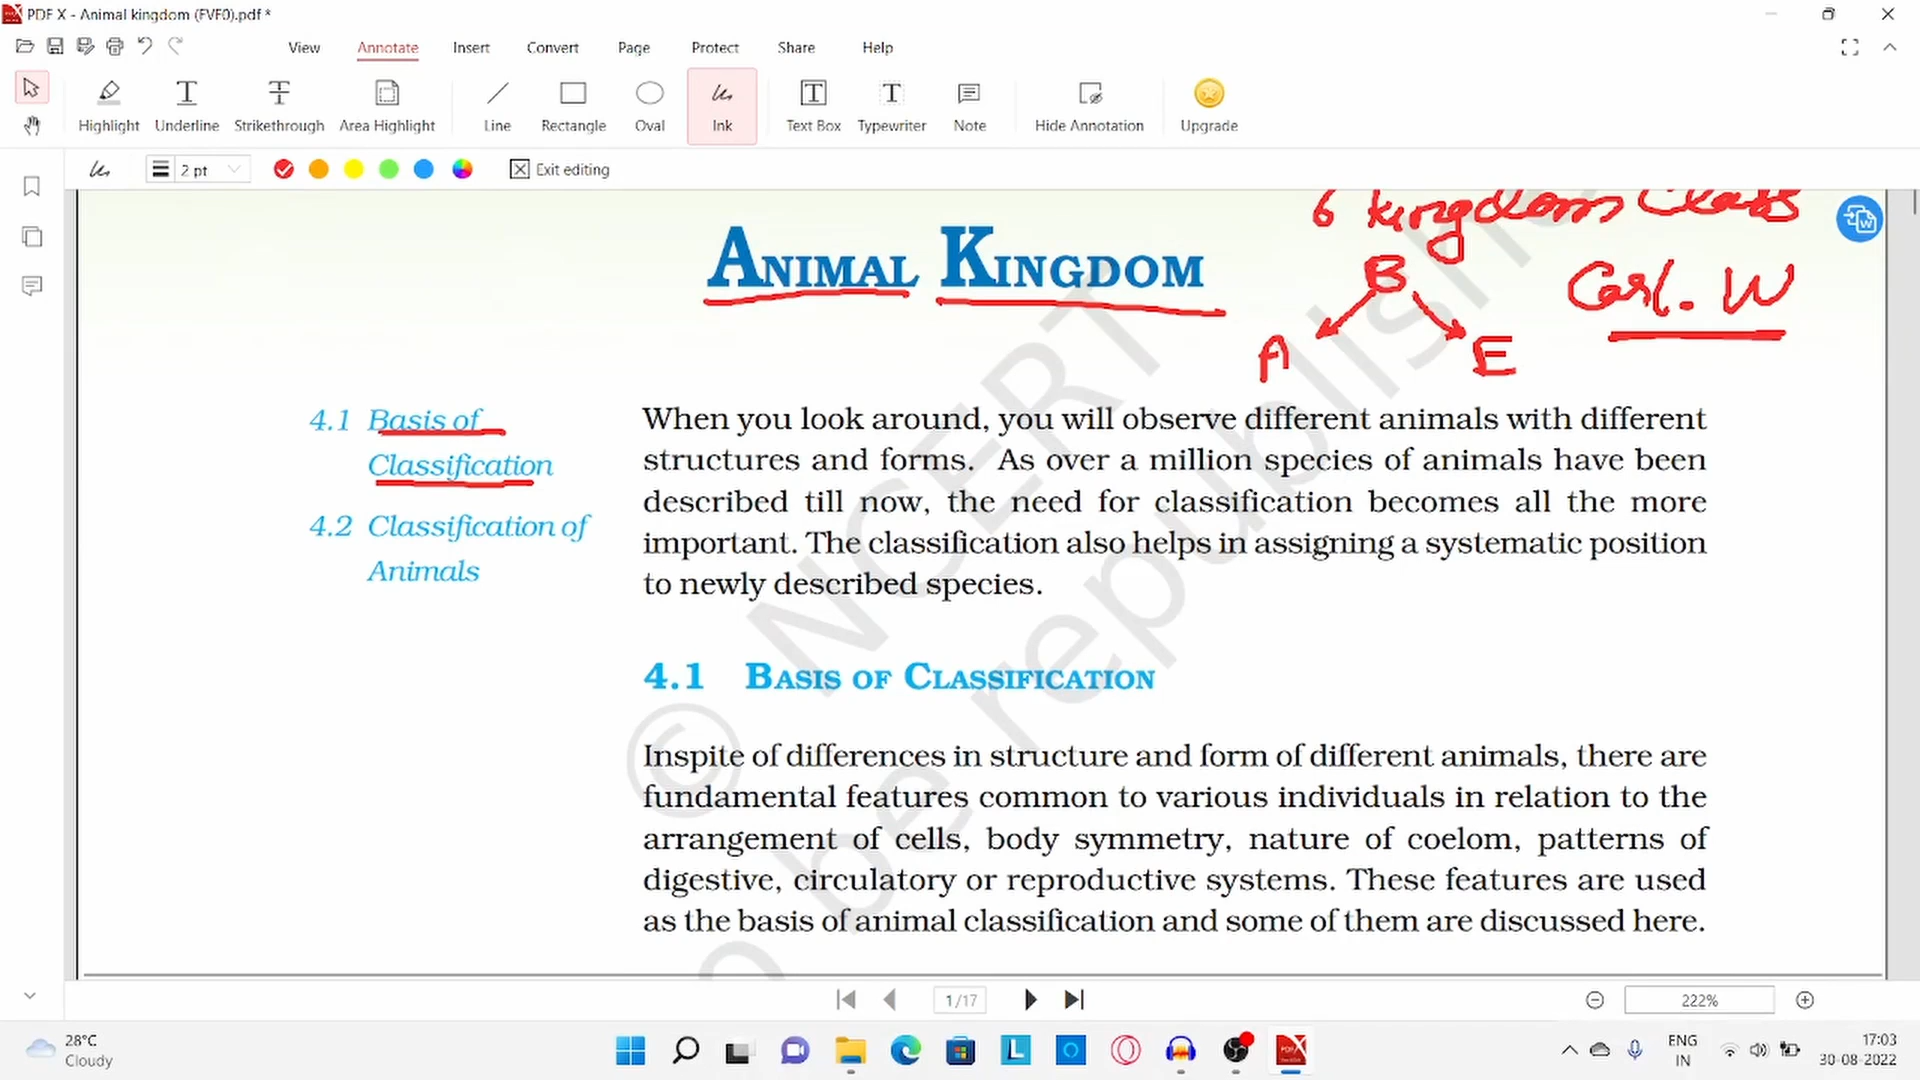 PDF X - Animal kingdom (FVF0).pdf *
View Annotate Insert Convert Page Protect Share Help
Highlight Underline Strikethrough Area Highlight Line Rectangle Oval Ink Text Box Typewriter Note Hide Annotation Upgrade
2 pt Exit editing
6 kingdom Class
ANIMAL KINGDOM
B
Carl. W
A E
4.1 Basis of
Classification
4.2 Classification of
Animals
When you look around, you will observe different animals with different
structures and forms. As over a million species of animals have been
described till now, the need for classification becomes all the more
important. The classification also helps in assigning a systematic position
to newly described species.
4.1 BASIS OF CLASSIFICATION
Inspite of differences in structure and form of different animals, there are
fundamental features common to various individuals in relation to the
arrangement of cells, body symmetry, nature of coelom, patterns of
digestive, circulatory or reproductive systems. These features are used
as the basis of animal classification and some of them are discussed here.
© NCERT
be republished
1/17
222%
28°C
Cloudy
ENG
IN
17:03
30-08-2022